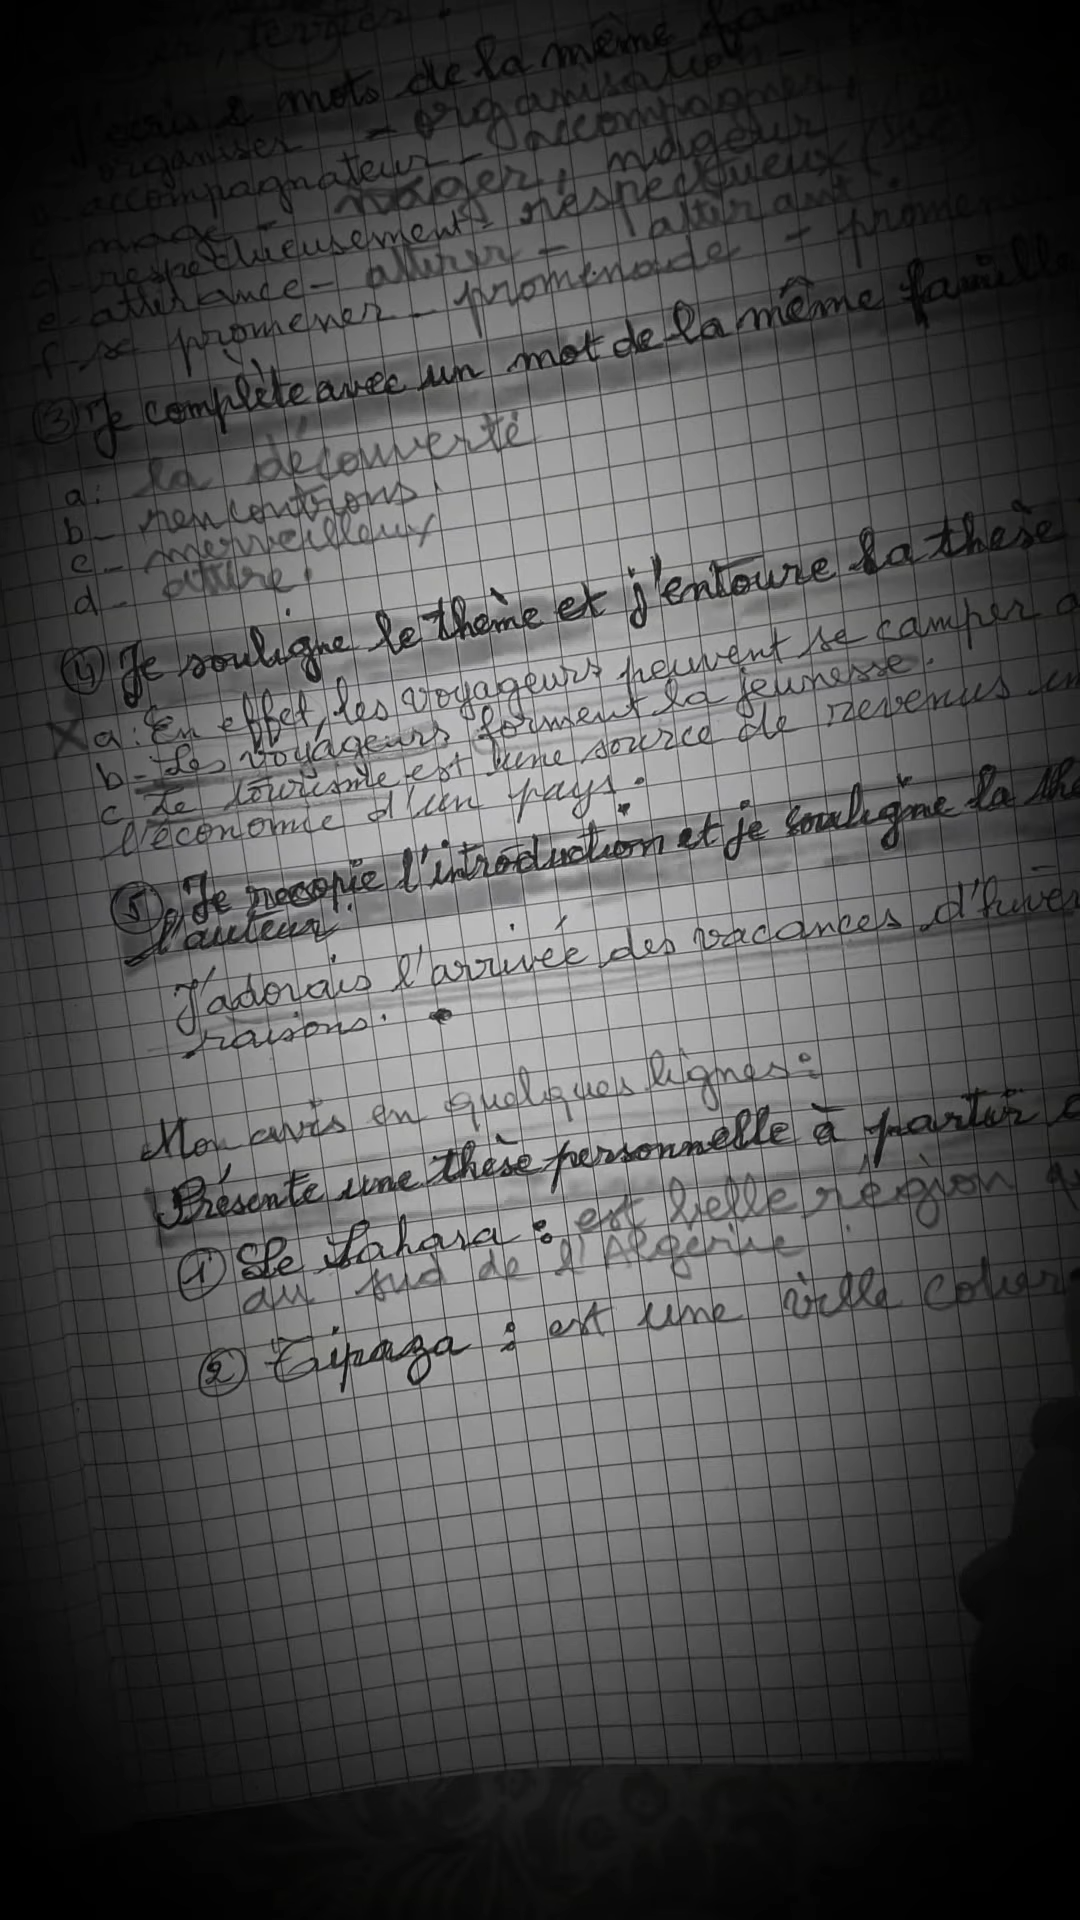 J'écris 2 mots de la même
organiser - organisation -
accompagnateur - accompagner,
c - nage - nager, nageur
d - respectueusement - respectueux (se)
e - attirance - attirer - attirant.
f - se promener - promenade -
③ Je complète avec un mot de la même famille
a: la découverte
b - rencontrons.
c - merveilleux
d - attire.
④ Je souligne le thème et j'entoure la thèse
X a: En effet, les voyageurs peuvent se camper
b - Les voyageurs forment la jeunesse.
c Le tourisme est une source de revenus
l'économie d'un pays.
⑤ Je recopie l'introduction et je souligne la
l'auteur.
J'adorais l'arrivée des vacances
raisons.
Mon avis en quelques lignes:
Présente une thèse personnelle à partir
① Le Sahara: est belle région
au sud de l'Algérie
② Tipaza: est une ville